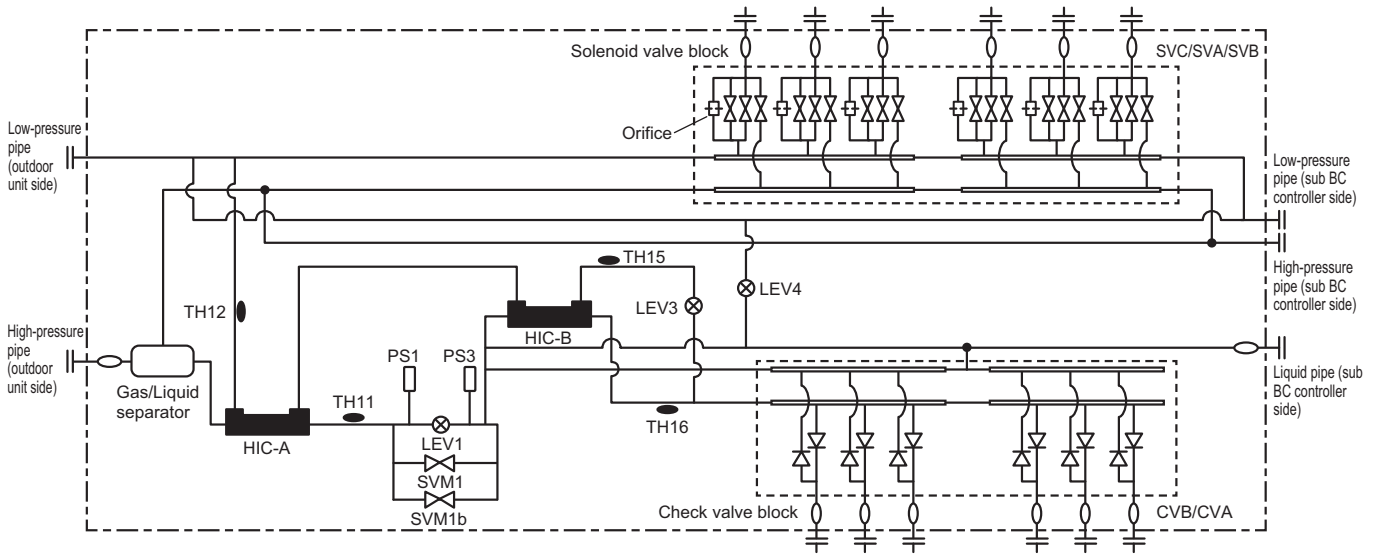 Solenoid valve block
SVC/SVA/SVB
Orifice
Low-pressure
pipe
(outdoor
unit side)
Low-pressure
pipe (sub BC
controller side)
High-pressure
pipe (sub BC
controller side)
TH15
LEV4
LEV3
TH12
HIC-B
High-pressure
pipe
(outdoor
unit side)
PS1
PS3
Gas/Liquid
separator
Liquid pipe (sub
BC controller
side)
TH11
TH16
HIC-A
LEV1
SVM1
SVM1b
Check valve block
CVB/CVA